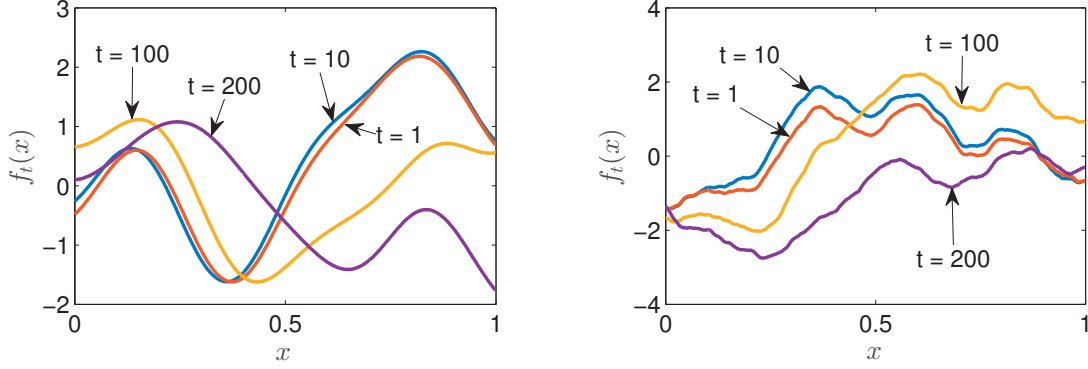 3
2
1
0
−1
−2
f_t(x)
t = 100
t = 200
t = 10
t = 1
0
0.5
1
x
4
2
0
−2
−4
f_t(x)
t = 10
t = 1
t = 100
t = 200
0
0.5
1
x